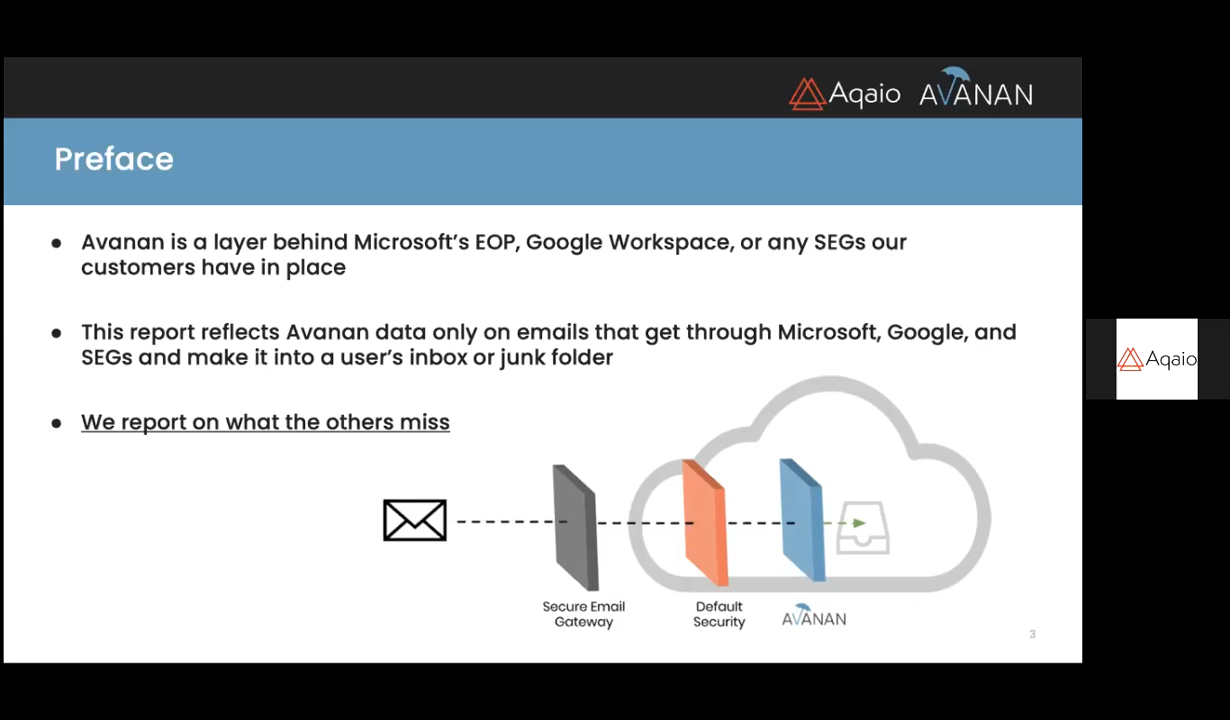 Aqaio AVANAN
Preface
● Avanan is a layer behind Microsoft's EOP, Google Workspace, or any SEGs our
customers have in place
● This report reflects Avanan data only on emails that get through Microsoft, Google, and
SEGs and make it into a user's inbox or junk folder
● We report on what the others miss
Secure Email
Gateway
Default
Security
AVANAN
3
Aqaio